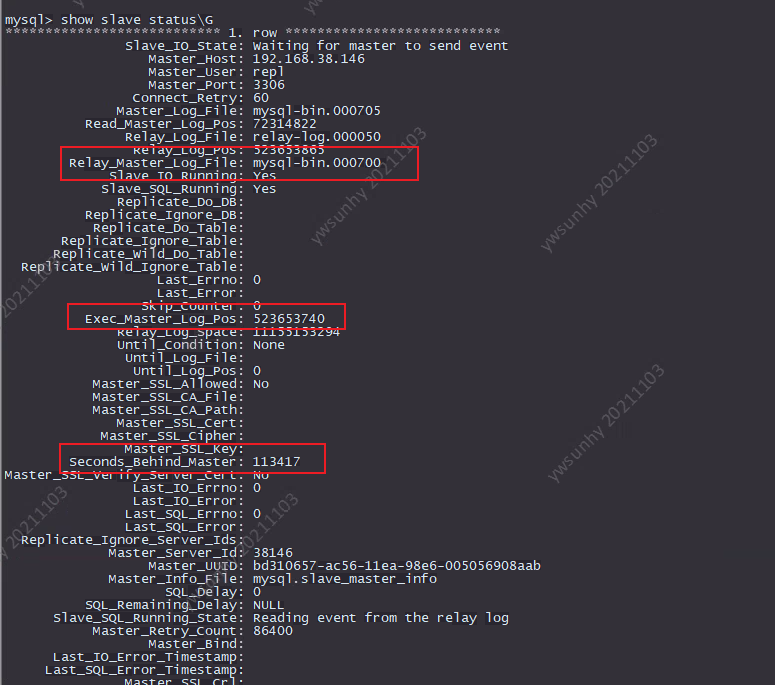 mysql> show slave status\G
*************************** 1. row ***************************
Slave_IO_State: Waiting for master to send event
Master_Host: 192.168.38.146
Master_User: repl
Master_Port: 3306
Connect_Retry: 60
Master_Log_File: mysql-bin.000705
Read_Master_Log_Pos: 72314822
Relay_Log_File: relay-log.000050
Relay_Log_Pos: 523653865
Relay_Master_Log_File: mysql-bin.000700
Slave_IO_Running: Yes
Slave_SQL_Running: Yes
Replicate_Do_DB:
Replicate_Ignore_DB:
Replicate_Do_Table:
Replicate_Ignore_Table:
Replicate_Wild_Do_Table:
Replicate_Wild_Ignore_Table:
Last_Errno: 0
Last_Error:
Skip_Counter: 0
Exec_Master_Log_Pos: 523653740
Relay_Log_Space: 11155153294
Until_Condition: None
Until_Log_File:
Until_Log_Pos: 0
Master_SSL_Allowed: No
Master_SSL_CA_File:
Master_SSL_CA_Path:
Master_SSL_Cert:
Master_SSL_Cipher:
Master_SSL_Key:
Seconds_Behind_Master: 113417
Master_SSL_Verify_Server_Cert: No
Last_IO_Errno: 0
Last_IO_Error:
Last_SQL_Errno: 0
Last_SQL_Error:
Replicate_Ignore_Server_Ids:
Master_Server_Id: 38146
Master_UUID: bd310657-ac56-11ea-98e6-005056908aab
Master_Info_File: mysql.slave_master_info
SQL_Delay: 0
SQL_Remaining_Delay: NULL
Slave_SQL_Running_State: Reading event from the relay log
Master_Retry_Count: 86400
Master_Bind:
Last_IO_Error_Timestamp:
Last_SQL_Error_Timestamp:
Master_SSL_Crl:
ywsunhy 20211103
ywsunhy 20211103
20211103
ywsunhy 20211103
20211103
ywsunhy 20211103